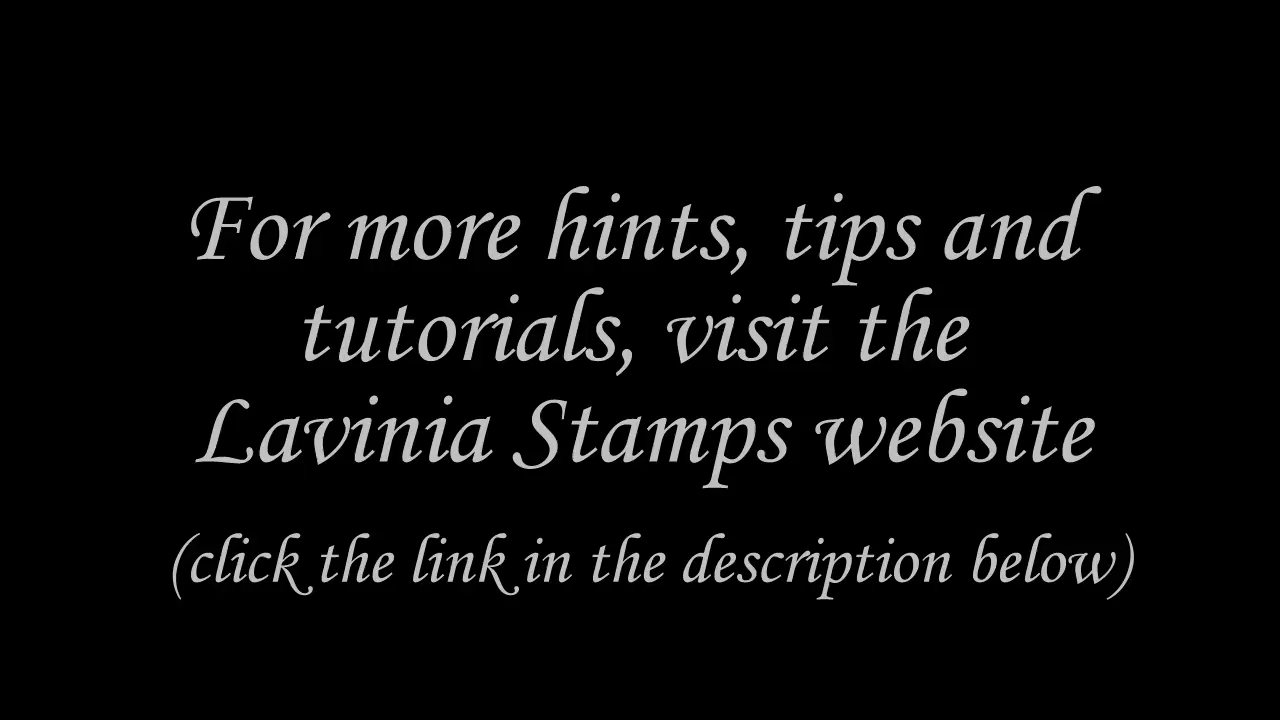 For more hints, tips and
tutorials, visit the
Lavinia Stamps website
(click the link in the description below)